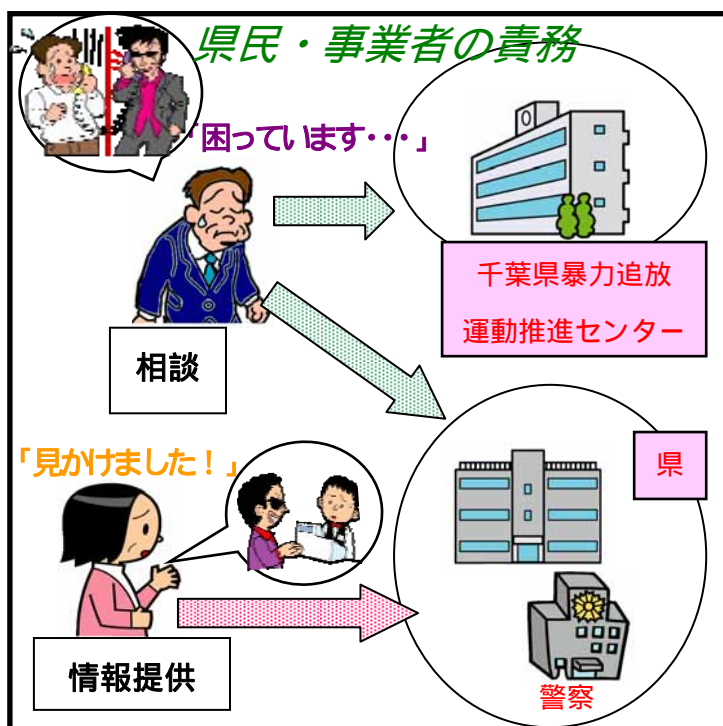 県民・事業者の責務
「困っています・・・」
千葉県暴力追放
運動推進センター
相談
「見かけました！」
県
情報提供
警察